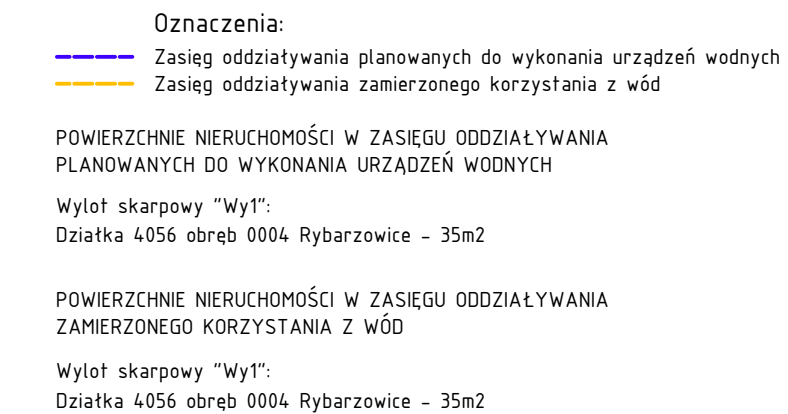 Oznaczenia:
Zasięg oddziaływania planowanych do wykonania urządzeń wodnych
Zasięg oddziaływania zamierzonego korzystania z wód
POWIERZCHNIE NIERUCHOMOŚCI W ZASIĘGU ODDZIAŁYWANIA
PLANOWANYCH DO WYKONANIA URZĄDZEŃ WODNYCH
Wylot skarpowy "Wy1":
Działka 4056 obręb 0004 Rybarzowice - 35m2
POWIERZCHNIE NIERUCHOMOŚCI W ZASIĘGU ODDZIAŁYWANIA
ZAMIERZONEGO KORZYSTANIA Z WÓD
Wylot skarpowy "Wy1":
Działka 4056 obręb 0004 Rybarzowice - 35m2